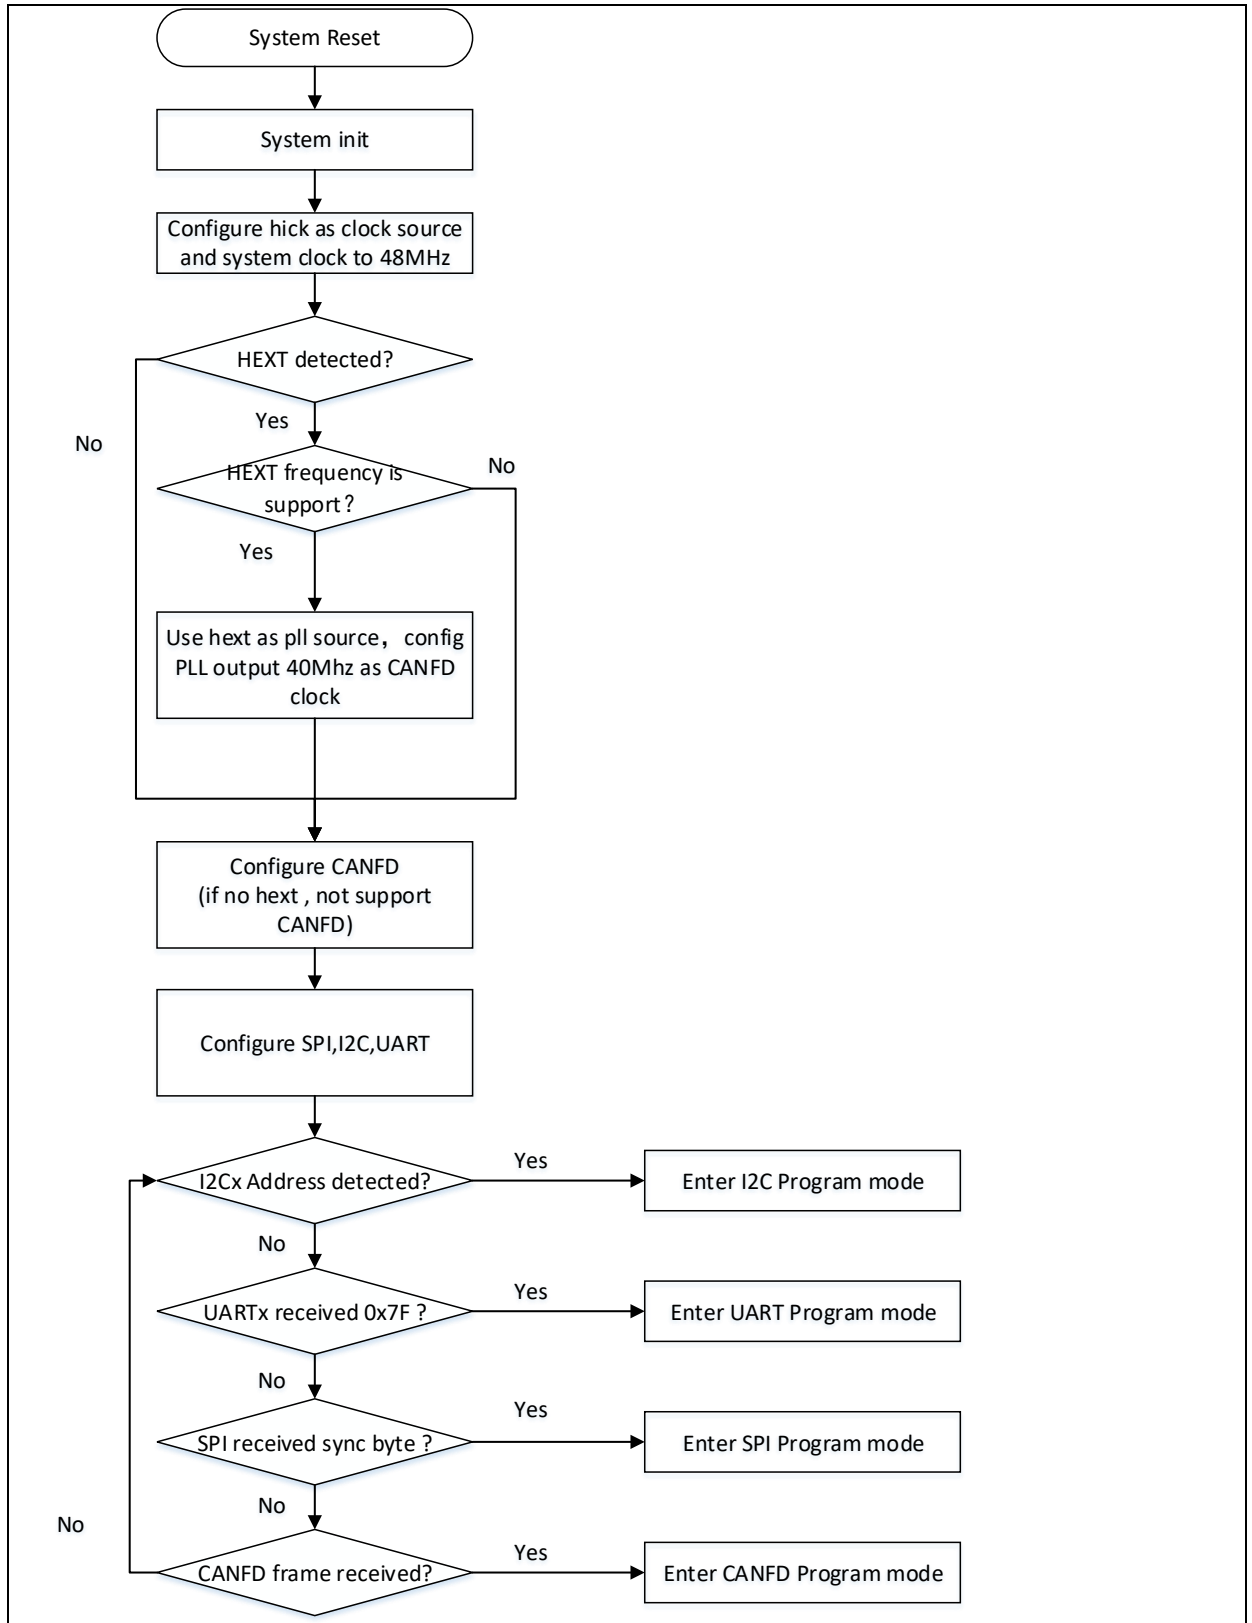 System Reset
System init
Configure hick as clock source
and system clock to 48MHz
HEXT detected?
Yes
No
HEXT frequency is
support?
No
Yes
Use hext as pll source，config
PLL output 40Mhz as CANFD
clock
Configure CANFD
(if no hext , not support
CANFD)
Configure SPI,I2C,UART
I2Cx Address detected?
Yes
Enter I2C Program mode
No
UARTx received 0x7F ?
Yes
Enter UART Program mode
No
SPI received sync byte ?
Yes
Enter SPI Program mode
No
No
CANFD frame received?
Yes
Enter CANFD Program mode